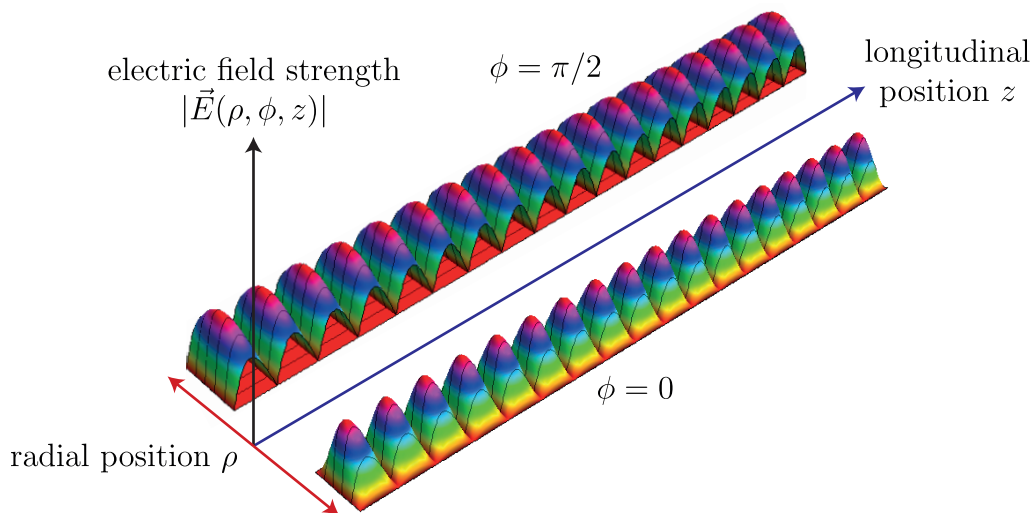 electric field strength
|E⃗(ρ, ϕ, z)|
ϕ = π/2
longitudinal
position z
ϕ = 0
radial position ρ